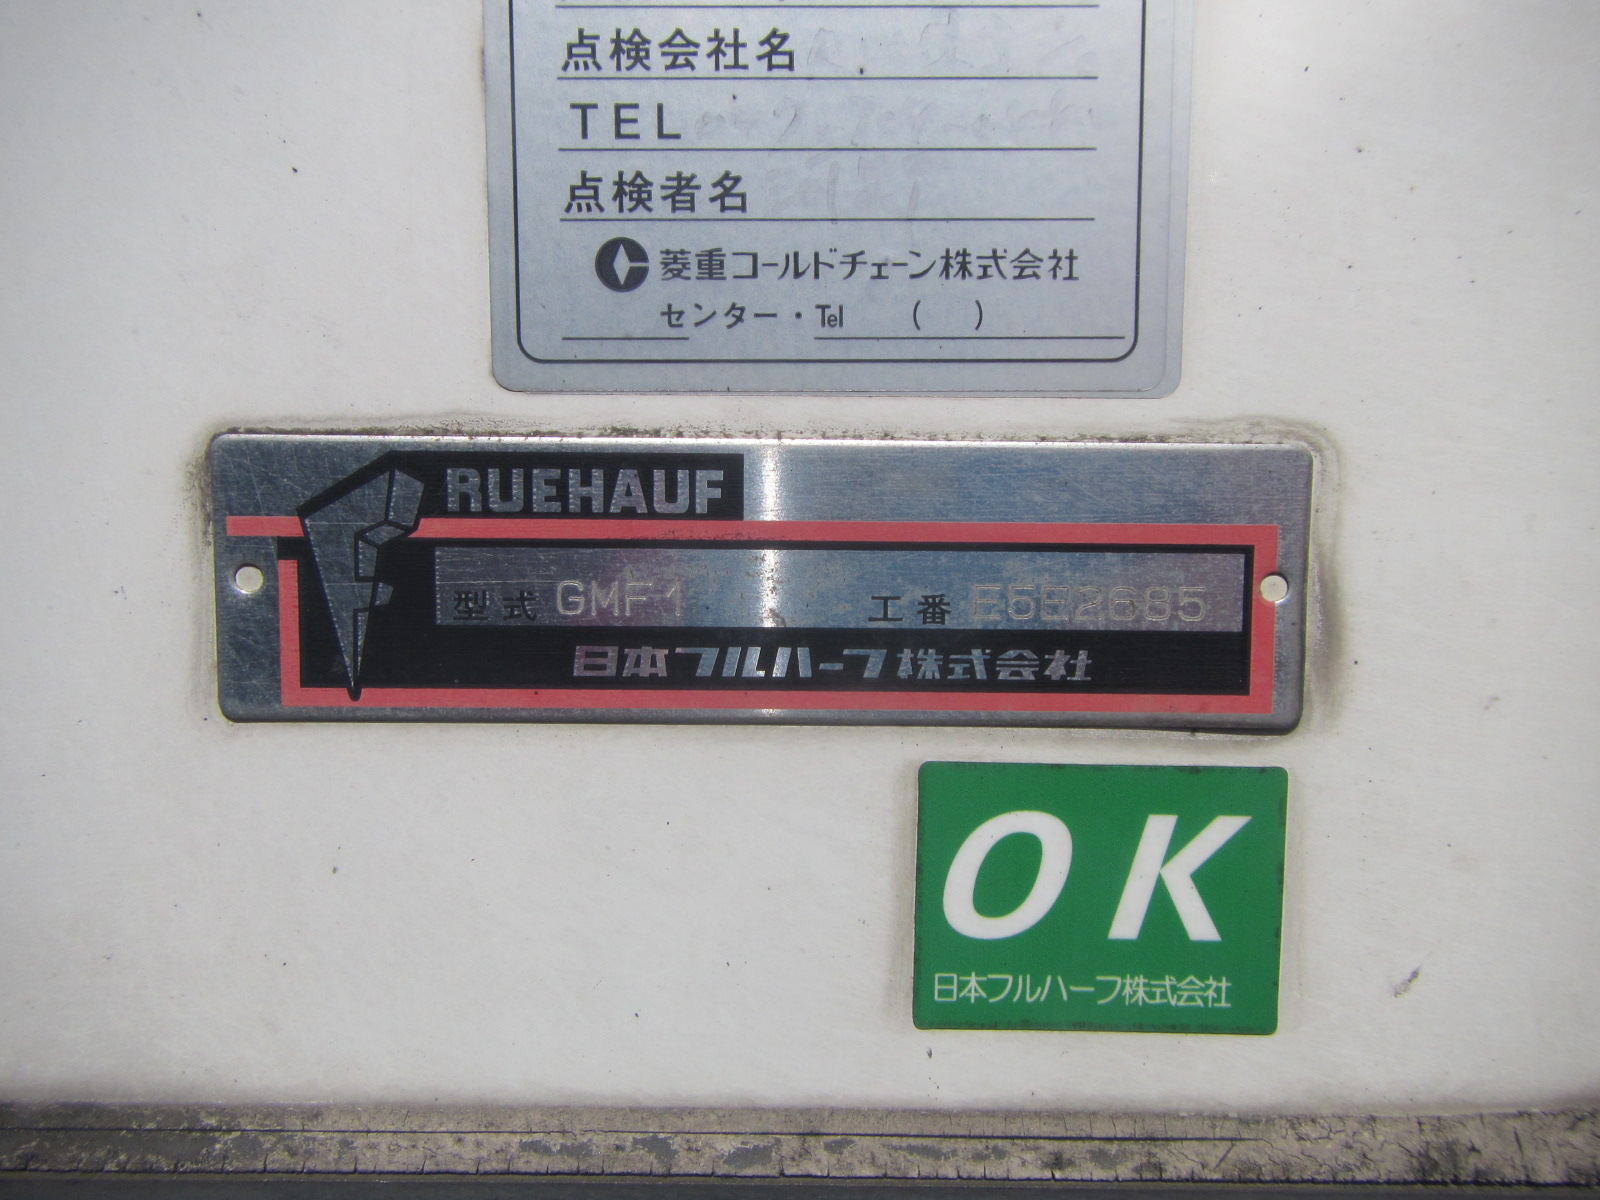 点検会社名
TEL
点検者名
菱重コールドチェーン株式会社
センター・Tel ( )
FRUEHAUF
型式 GMF1 工番 E5E2685
日本フルハーフ株式会社
OK
日本フルハーフ株式会社